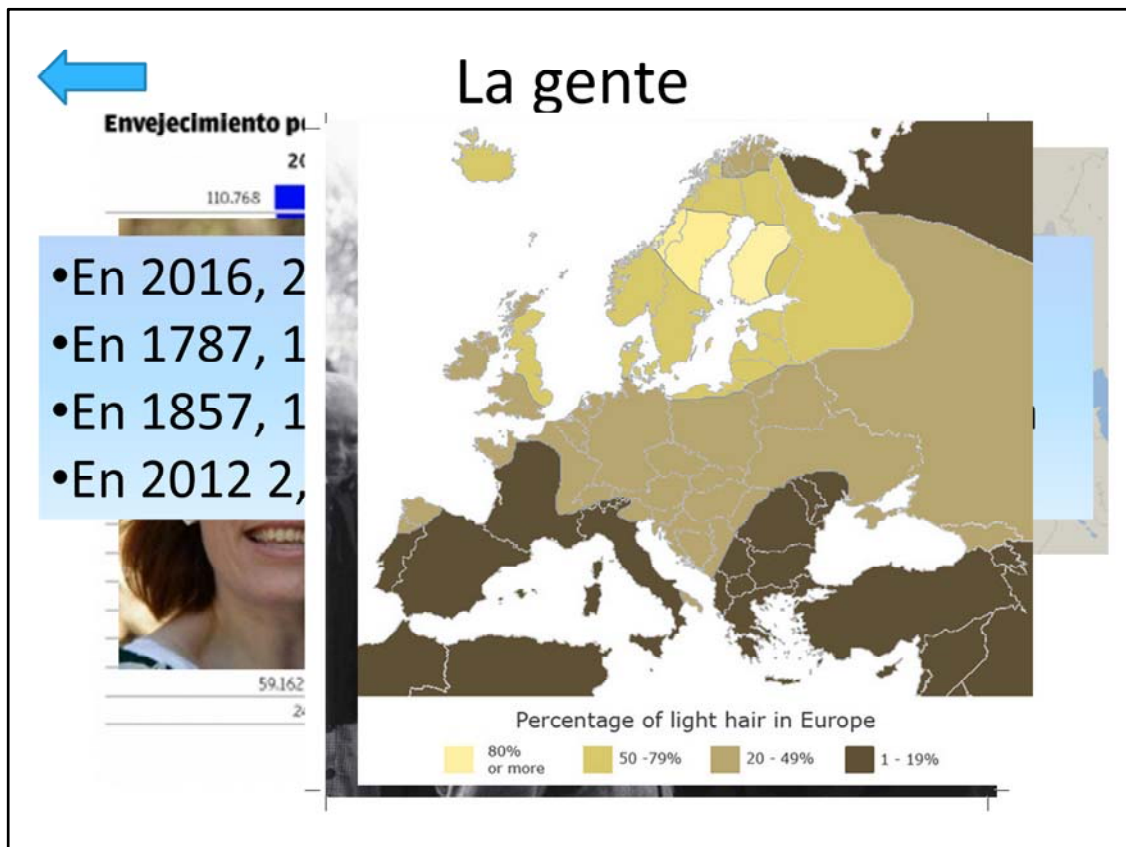 La gente
Envejecimiento
110.768
•En 2016, 2
•En 1787, 1
•En 1857, 1
•En 2012 2,
59.162
Percentage of light hair in Europe
80%
or more
50 -79%
20 - 49%
1 - 19%